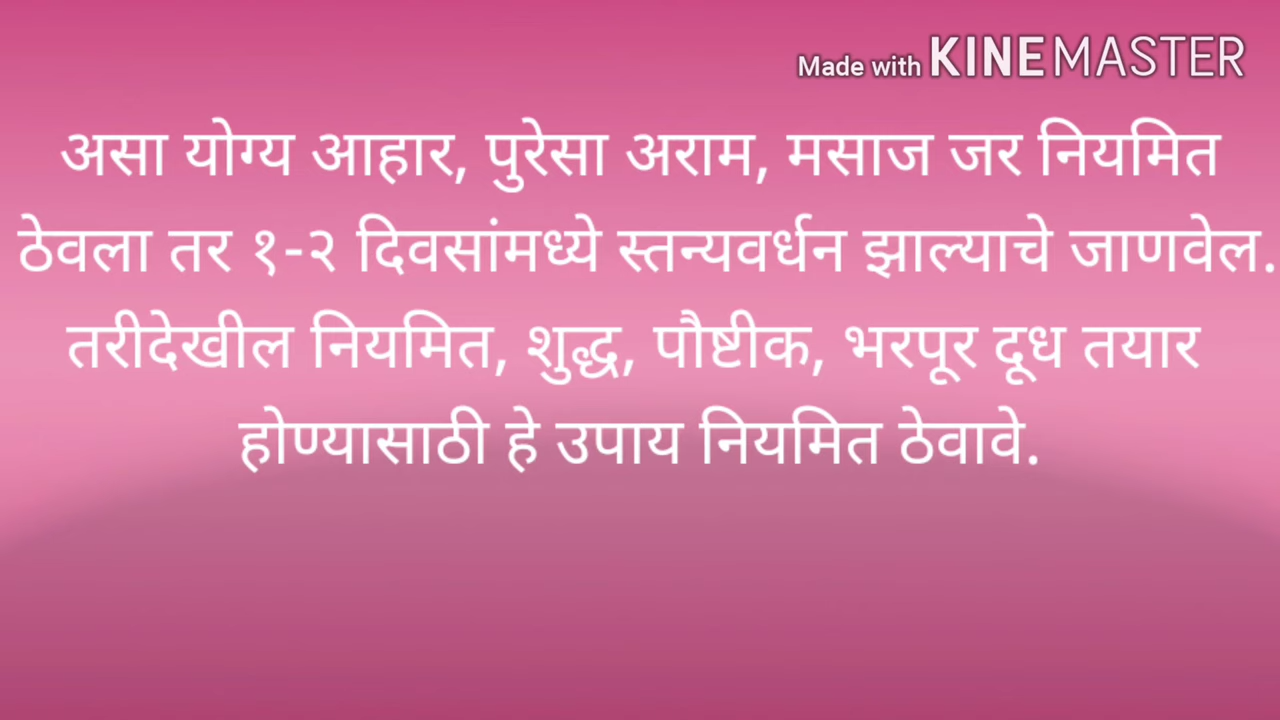 Made with KINEMASTER
असा योग्य आहार, पुरेसा अराम, मसाज जर नियमित
ठेवला तर १-२ दिवसांमध्ये स्तन्यवर्धन झाल्याचे जाणवेल.
तरीदेखील नियमित, शुद्ध, पौष्टीक, भरपूर दूध तयार
होण्यासाठी हे उपाय नियमित ठेवावे.